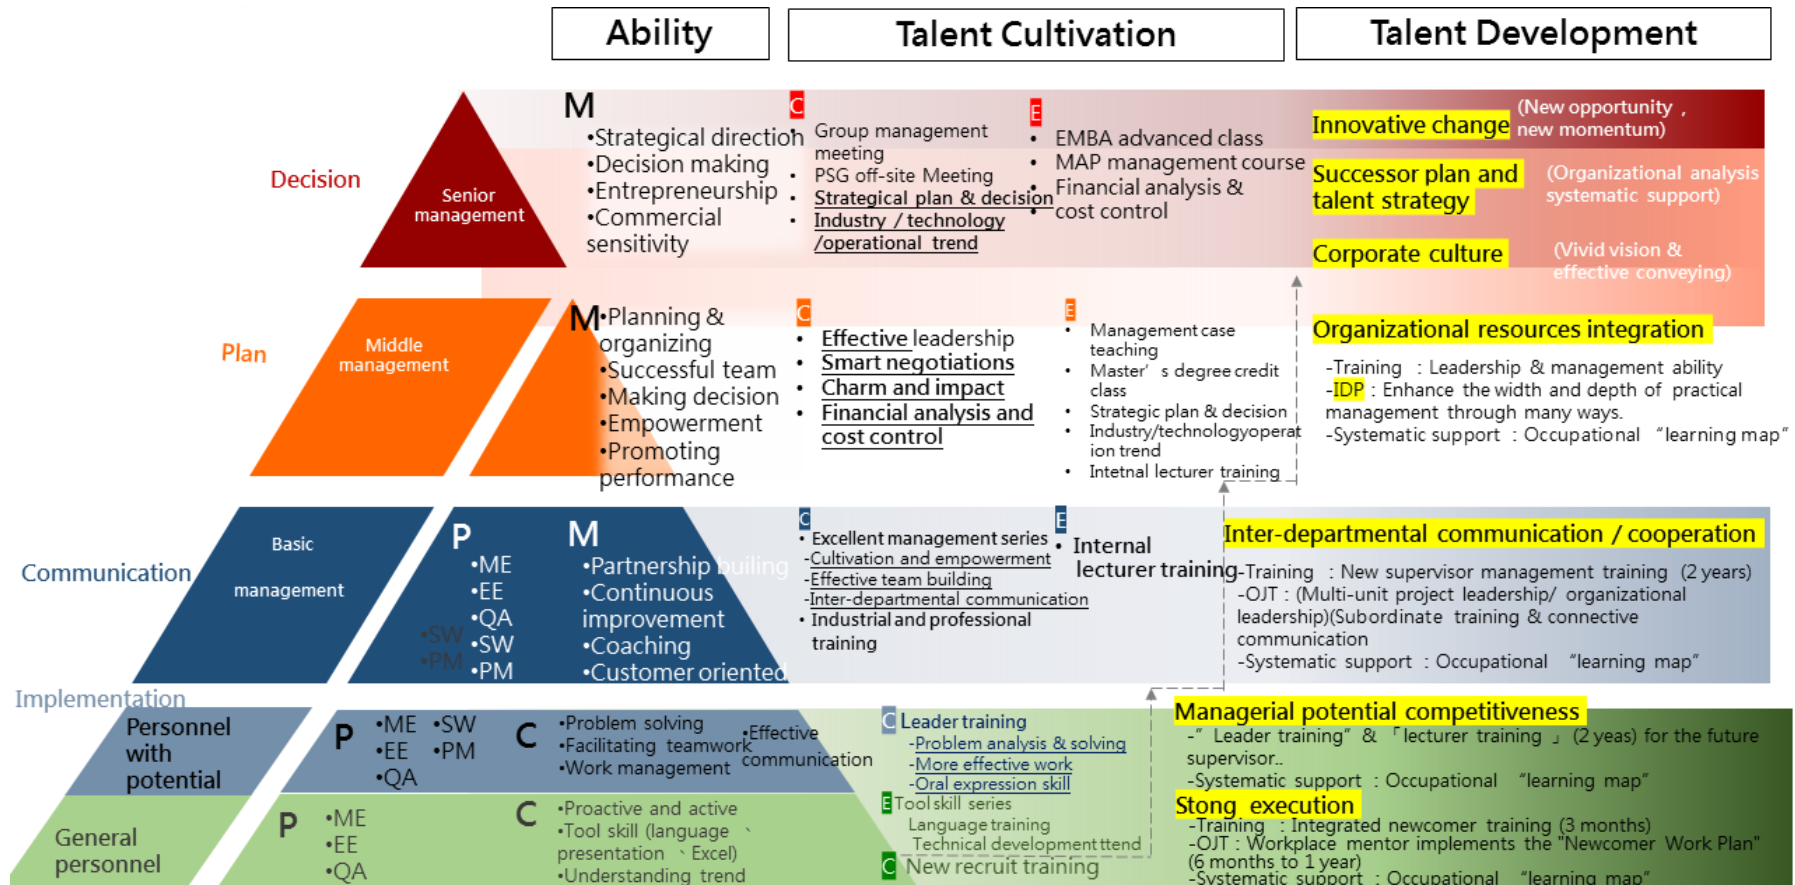 Ability
Talent Cultivation
Talent Development
Decision
Senior
management
M
•Strategical direction
•Decision making
•Entrepreneurship
•Commercial
sensitivity
C
• Group management
meeting
• PSG off-site Meeting
• Strategical plan & decision
• Industry / technology
/operational trend
E
• EMBA advanced class
• MAP management course
• Financial analysis &
• cost control
Innovative change
(New opportunity ,
new momentum)
Successor plan and
talent strategy
(Organizational analysis
systematic support)
Corporate culture
(Vivid vision &
effective conveying)
Plan
Middle
management
M
•Planning &
organizing
•Successful team
•Making decision
•Empowerment
•Promoting
performance
C
• Effective leadership
• Smart negotiations
• Charm and impact
• Financial analysis and
cost control
E
• Management case
teaching
• Master’ s degree credit
class
• Strategic plan & decision
• Industry/technologyoperat
ion trend
• Intetnal lecturer training
Organizational resources integration
-Training : Leadership & management ability
-IDP : Enhance the width and depth of practical
management through many ways.
-Systematic support : Occupational “learning map”
Communication
Basic
management
P
•ME
•EE
•QA
•SW
•PM
•SW
•PM
M
•Partnership builing
•Continuous
improvement
•Coaching
•Customer oriented
C
• Excellent management series
-Cultivation and empowerment
-Effective team building
-Inter-departmental communication
• Industrial and professional
training
E
• Internal
lecturer training
Inter-departmental communication / cooperation
-Training : New supervisor management training (2 years)
-OJT : (Multi-unit project leadership/ organizational
leadership)(Subordinate training & connective
communication
-Systematic support : Occupational “learning map”
Implementation
Personnel
with
potential
P
•ME
•EE
•QA
•SW
•PM
C
•Problem solving
•Facilitating teamwork
•Work management
•Effective
communication
C Leader training
-Problem analysis & solving
-More effective work
-Oral expression skill
Managerial potential competitiveness
-” Leader training” & 「lecturer training 」 (2 yeas) for the future
supervisor..
-Systematic support : Occupational “learning map”
General
personnel
P
•ME
•EE
•QA
C
•Proactive and active
•Tool skill (language 、
presentation 、Excel)
•Understanding trend
E Tool skill series
Language training
Technical development ttend
C New recruit training
Stong execution
-Training : Integrated newcomer training (3 months)
-OJT : Workplace mentor implements the "Newcomer Work Plan"
(6 months to 1 year)
-Systematic support : Occupational “learning map”